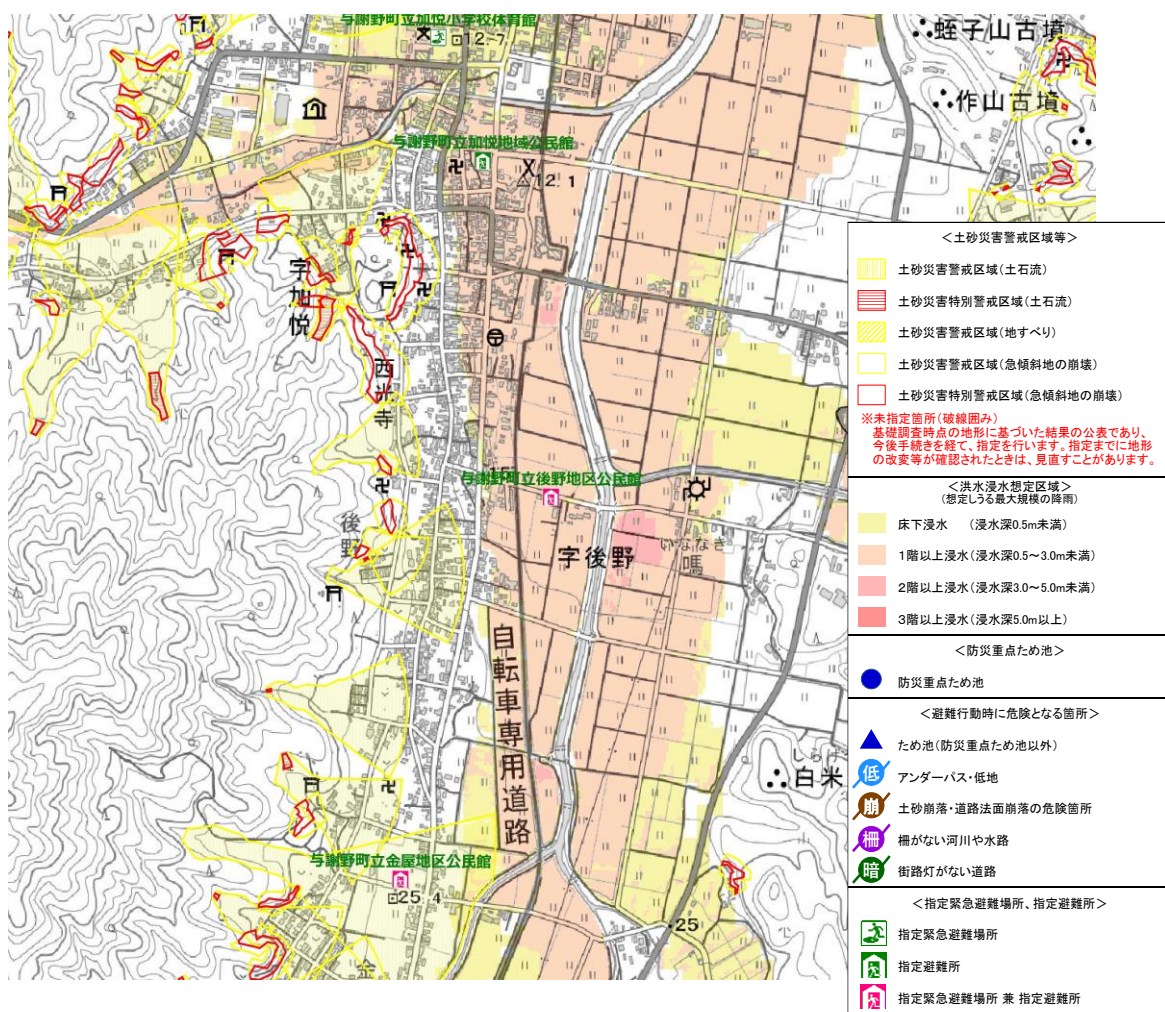 与謝野町立加悦小学校体育館
12.7
蛭子山古墳
作山古墳
与謝野町立加悦地域公民館
12.1
字加悦
西光寺
与謝野町立後野地区公民館
後野
字後野
いななき
嘶
自転車専用道路
しらげ
白米
与謝野町立金屋地区公民館
25.4
25
金
＜土砂災害警戒区域等＞
土砂災害警戒区域(土石流)
土砂災害特別警戒区域(土石流)
土砂災害警戒区域(地すべり)
土砂災害警戒区域(急傾斜地の崩壊)
土砂災害特別警戒区域(急傾斜地の崩壊)
※未指定箇所(破線囲み)
基礎調査時点の地形に基づいた結果の公表であり、
今後手続きを経て、指定を行います。指定までに地形
の改変等が確認されたときは、見直すことがあります。
＜洪水浸水想定区域＞
(想定しうる最大規模の降雨)
床下浸水　(浸水深0.5m未満)
1階以上浸水(浸水深0.5～3.0m未満)
2階以上浸水(浸水深3.0～5.0m未満)
3階以上浸水(浸水深5.0m以上)
＜防災重点ため池＞
防災重点ため池
＜避難行動時に危険となる箇所＞
ため池(防災重点ため池以外)
低 アンダーパス・低地
崩 土砂崩落・道路法面崩落の危険箇所
柵 柵がない河川や水路
暗 街路灯がない道路
＜指定緊急避難場所、指定避難所＞
指定緊急避難場所
指定避難所
指定緊急避難場所 兼 指定避難所